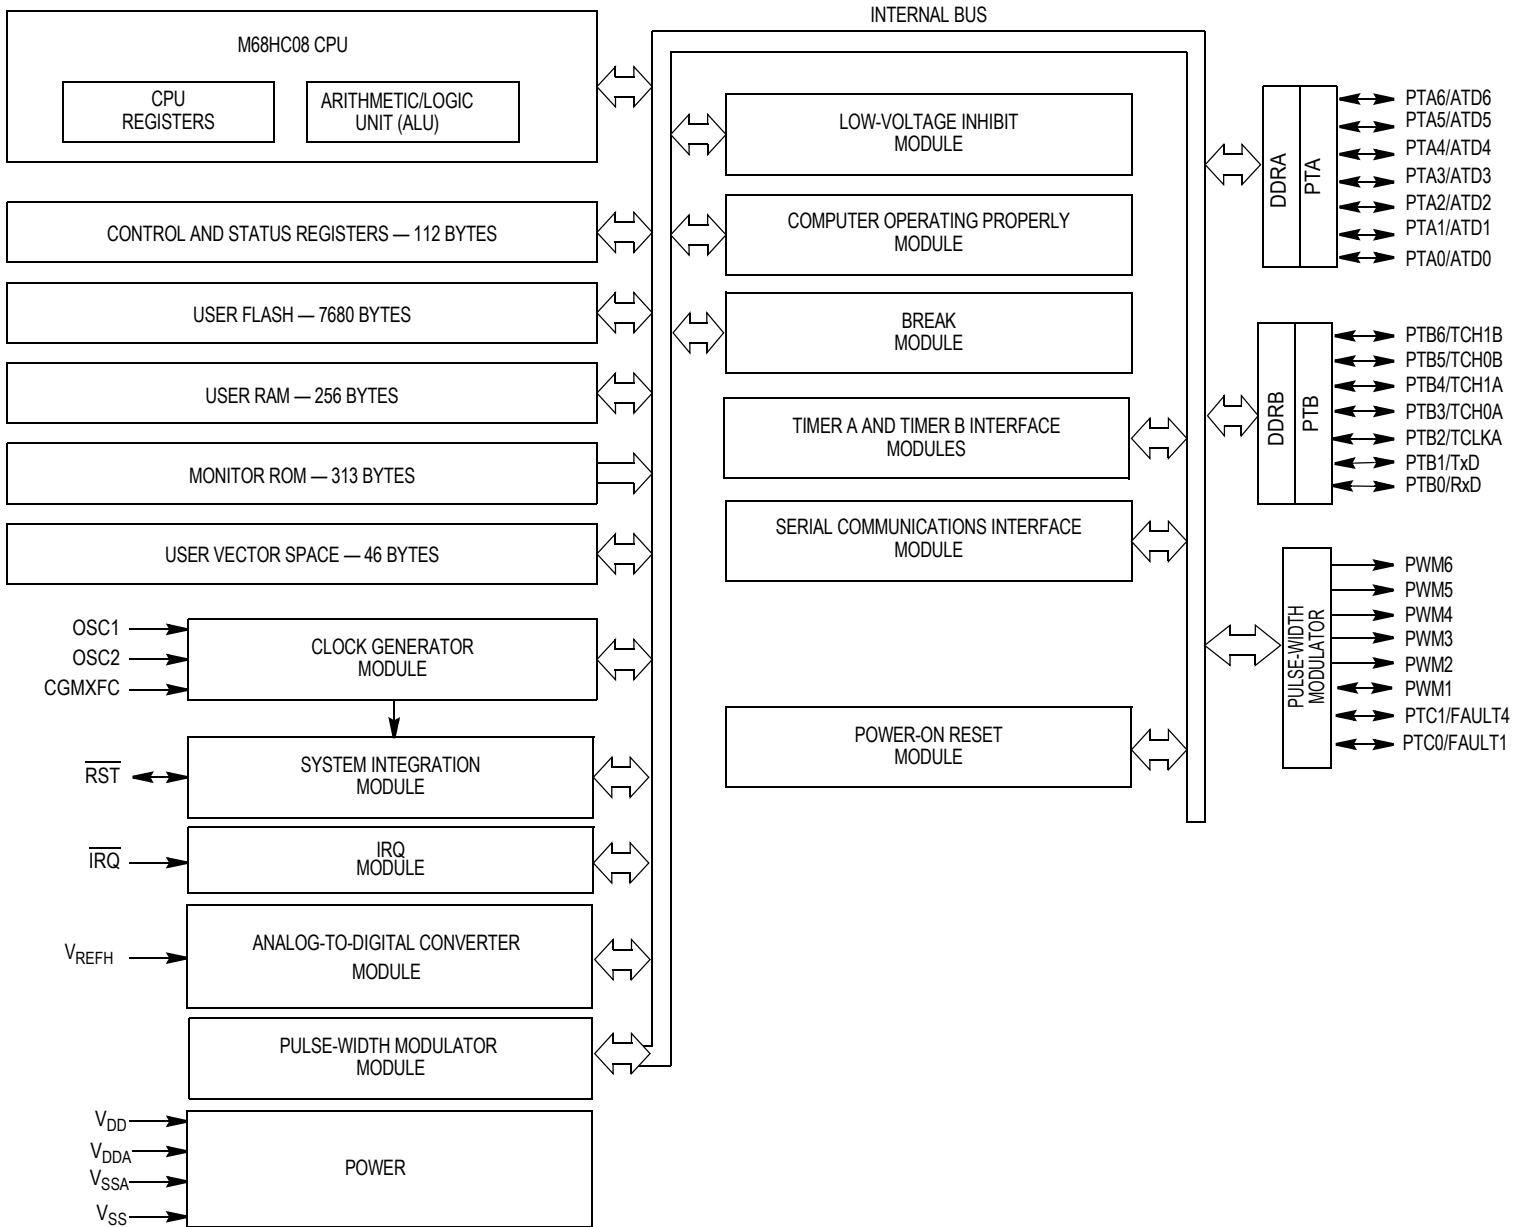 INTERNAL BUS
M68HC08 CPU
CPU
REGISTERS
ARITHMETIC/LOGIC
UNIT (ALU)
CONTROL AND STATUS REGISTERS — 112 BYTES
USER FLASH — 7680 BYTES
USER RAM — 256 BYTES
MONITOR ROM — 313 BYTES
USER VECTOR SPACE — 46 BYTES
OSC1
OSC2
CGMXFC
CLOCK GENERATOR
MODULE
RST
SYSTEM INTEGRATION
MODULE
IRQ
IRQ
MODULE
VREFH
ANALOG-TO-DIGITAL CONVERTER
MODULE
PULSE-WIDTH MODULATOR
MODULE
VDD
VDDA
VSSA
VSS
POWER
LOW-VOLTAGE INHIBIT
MODULE
COMPUTER OPERATING PROPERLY
MODULE
BREAK
MODULE
TIMER A AND TIMER B INTERFACE
MODULES
SERIAL COMMUNICATIONS INTERFACE
MODULE
POWER-ON RESET
MODULE
DDRA
PTA
PTA6/ATD6
PTA5/ATD5
PTA4/ATD4
PTA3/ATD3
PTA2/ATD2
PTA1/ATD1
PTA0/ATD0
DDRB
PTB
PTB6/TCH1B
PTB5/TCH0B
PTB4/TCH1A
PTB3/TCH0A
PTB2/TCLKA
PTB1/TxD
PTB0/RxD
PULSE-WIDTH
MODULATOR
PWM6
PWM5
PWM4
PWM3
PWM2
PWM1
PTC1/FAULT4
PTC0/FAULT1